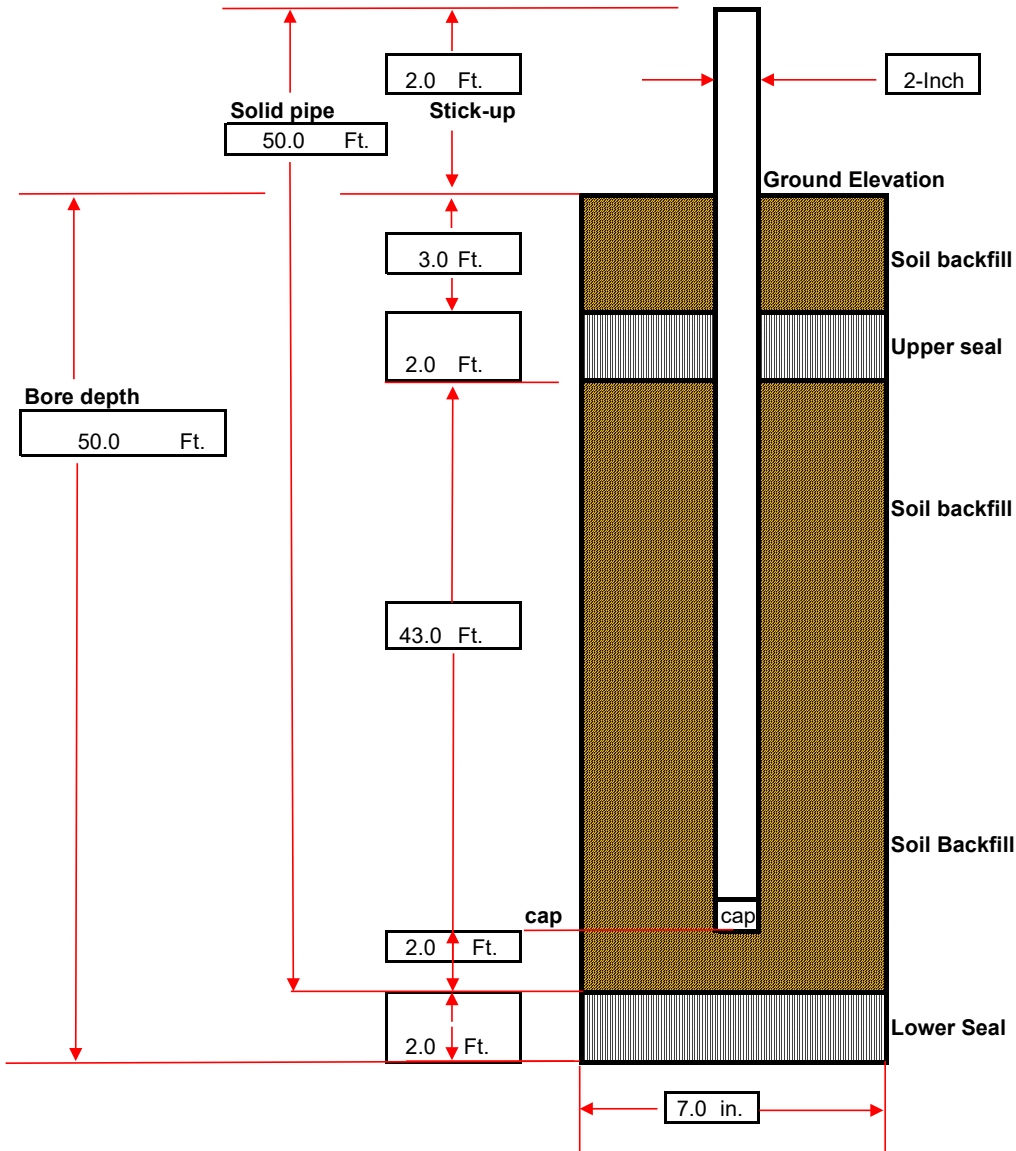 2.0 Ft.
2-Inch
Solid pipe
Stick-up
50.0 Ft.
Ground Elevation
3.0 Ft.
Soil backfill
2.0 Ft.
Upper seal
Bore depth
50.0 Ft.
Soil backfill
43.0 Ft.
Soil Backfill
cap
cap
2.0 Ft.
2.0 Ft.
Lower Seal
7.0 in.